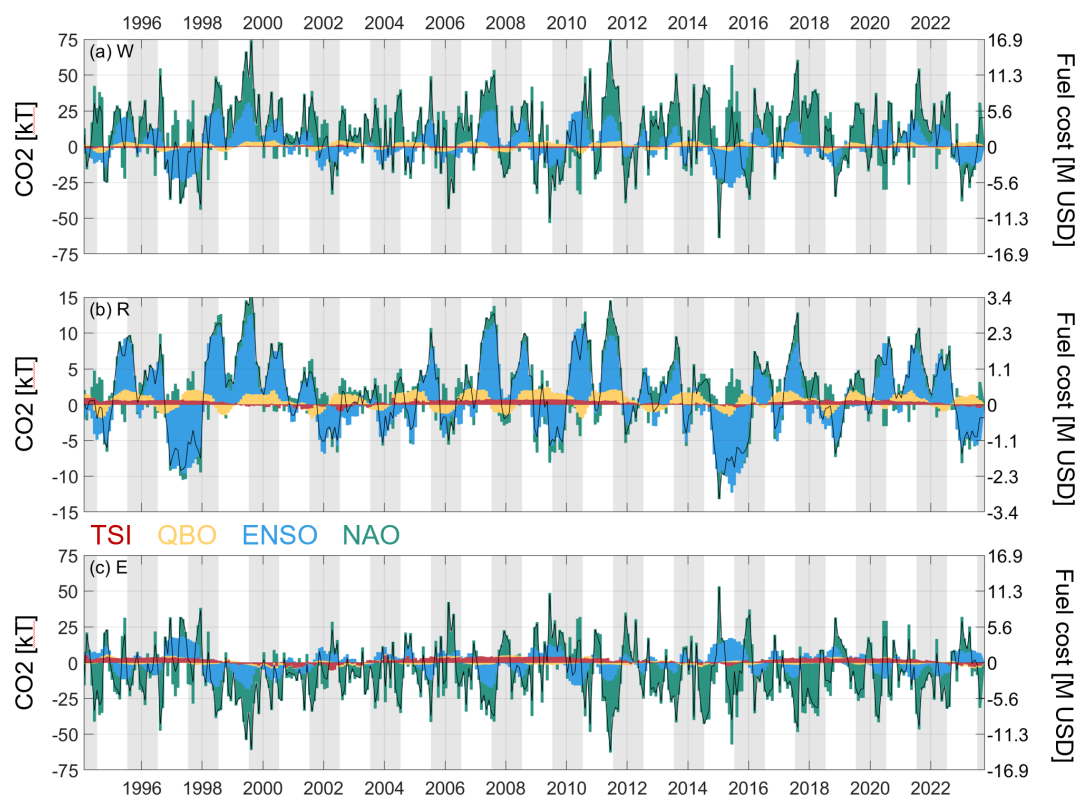 1996 1998 2000 2002 2004 2006 2008 2010 2012 2014 2016 2018 2020 2022
(a) W
75 16.9
50 11.3
25 5.6
0 0
-25 -5.6
-50 -11.3
-75 -16.9
CO2 [kT]
Fuel cost [M USD]
(b) R
15 3.4
10 2.3
5 1.1
0 0
-5 -1.1
-10 -2.3
-15 -3.4
CO2 [kT]
Fuel cost [M USD]
TSI QBO ENSO NAO
(c) E
75 16.9
50 11.3
25 5.6
0 0
-25 -5.6
-50 -11.3
-75 -16.9
CO2 [kT]
Fuel cost [M USD]
1996 1998 2000 2002 2004 2006 2008 2010 2012 2014 2016 2018 2020 2022